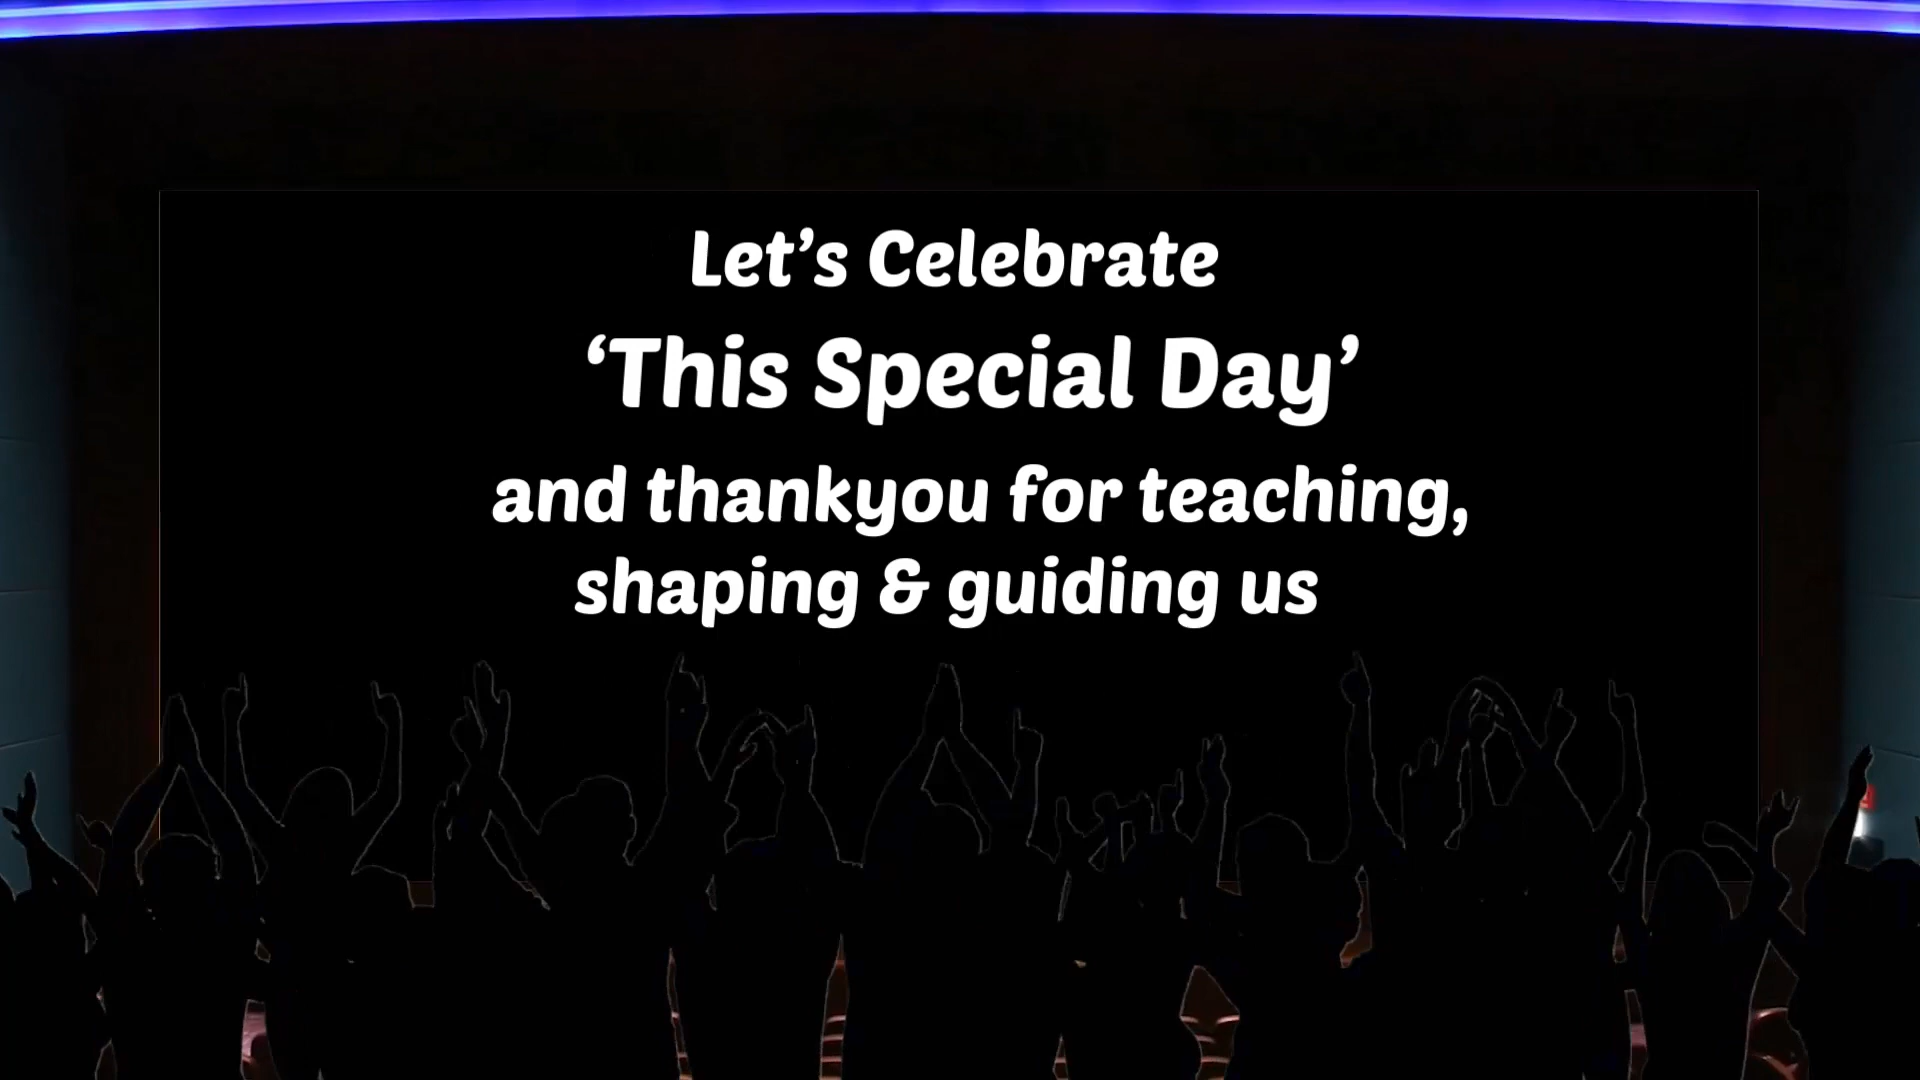 Let’s Celebrate
‘This Special Day’
and thankyou for teaching,
shaping & guiding us